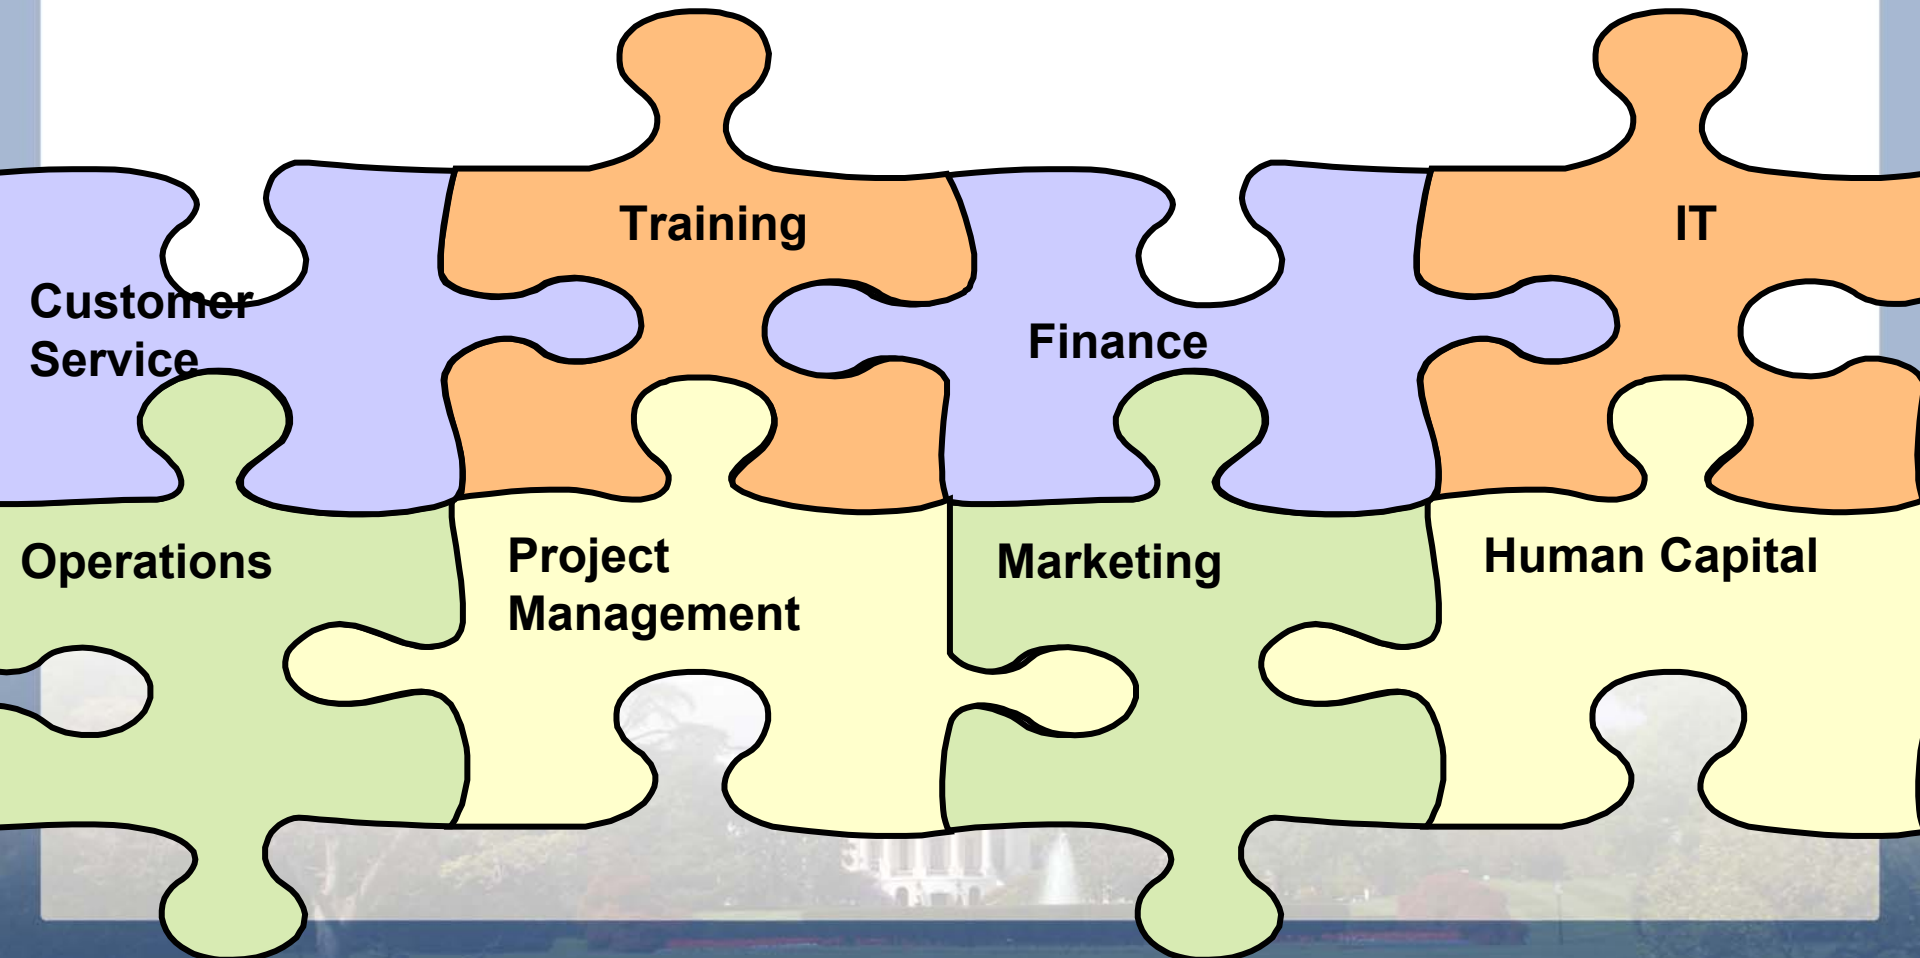 Customer
Service
Training
Finance
IT
Operations
Project
Management
Marketing
Human Capital